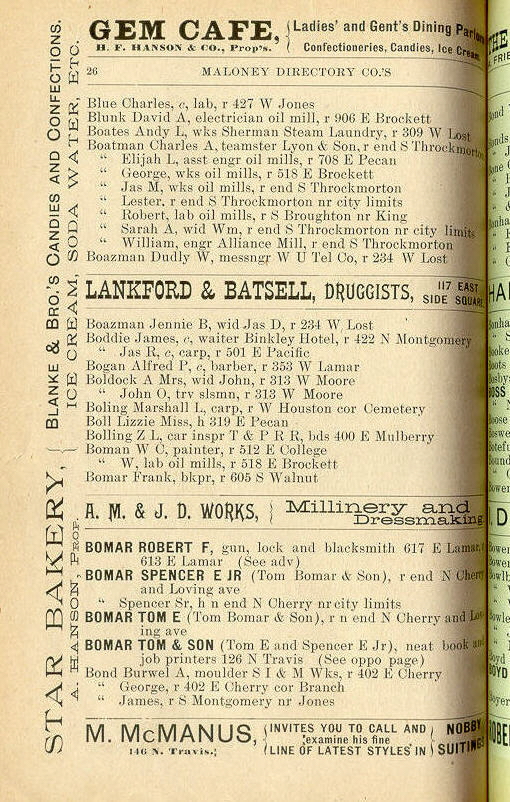 GEM CAFE, { Ladies' and Gent's Dining Parlor
H. F. HANSON & CO., Prop's. Confectioneries, Candies, Ice Cream.
26 MALONEY DIRECTORY CO.'S
Blue Charles, c, lab, r 427 W Jones
Blunk David A, electrician oil mill, r 906 E Brockett
Boates Andy L, wks Sherman Steam Laundry, r 309 W Lost
Boatman Charles A, teamster Lyon & Son, r end S Throckmorton
" Elijah L, asst engr oil mills, r 708 E Pecan
" George, wks oil mills, r 518 E Brockett
" Jas M, wks oil mills, r end S Throckmorton
" Lester, r end S Throckmorton nr city limits
" Robert, lab oil mills, r S Broughton nr King
" Sarah A, wid Wm, r end S Throckmorton nr city limits
" William, engr Alliance Mill, r end S Throckmorton
Boazman Dudly W, messngr W U Tel Co, r 234 W Lost
LANKFORD & BATSELL, DRUGGISTS, 117 EAST
SIDE SQUARE
Boazman Jennie B, wid Jas D, r 234 W Lost
Boddie James, c, waiter Binkley Hotel, r 422 N Montgomery
" Jas R, c, carp, r 501 E Pacific
Bogan Alfred P, c, barber, r 353 W Lamar
Boldock A Mrs, wid John, r 313 W Moore
" John O, trv slsmn, r 313 W Moore
Boling Marshall L, carp, r W Houston cor Cemetery
Boll Lizzie Miss, h 319 E Pecan
Bolling Z L, car inspr T & P R R, bds 400 E Mulberry
Boman W C, painter, r 512 E College
" W, lab oil mills, r 518 E Brockett
Bomar Frank, bkpr, r 605 S Walnut
A. M. & J. D. WORKS, } Millinery and
Dressmaking
BOMAR ROBERT F, gun, lock and blacksmith 617 E Lamar, r
613 E Lamar (See adv)
BOMAR SPENCER E JR (Tom Bomar & Son), r end N Cherry
and Loving ave
" Spencer Sr, h n end N Cherry nr city limits
BOMAR TOM E (Tom Bomar & Son), r n end N Cherry and Lov-
ing ave
BOMAR TOM & SON (Tom E and Spencer E Jr), neat book and
job printers 126 N Travis (See oppo page)
Bond Burwel A, moulder S I & M Wks, r 402 E Cherry
" George, r 402 E Cherry cor Branch
" James, r S Montgomery nr Jones
M. McMANUS, { INVITES YOU TO CALL AND } NOBBY
146 N. Travis. examine his fine
LINE OF LATEST STYLES IN SUITINGS
STAR BAKERY, { BLANKE & BRO.'S CANDIES AND CONFECTIONS.
A. HANSON, PROP. ICE CREAM, SODA WATER, ETC.